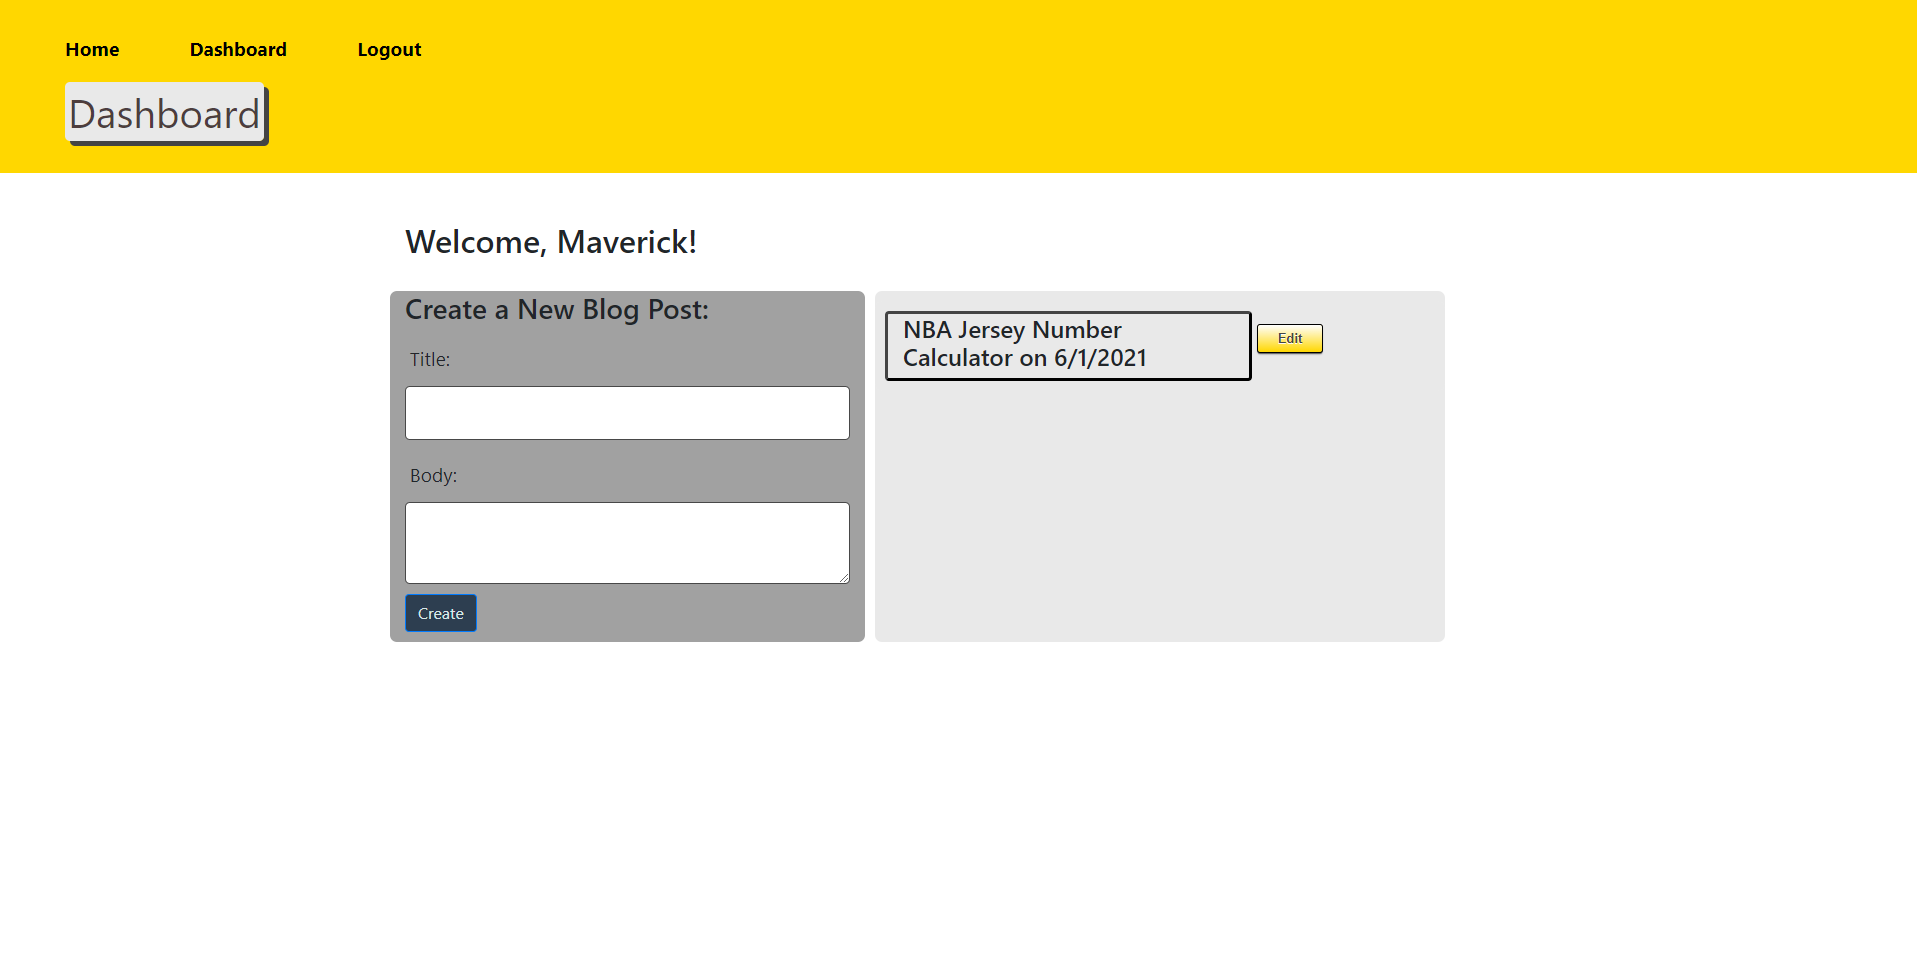 Home Dashboard Logout
Dashboard
Welcome, Maverick!
Create a New Blog Post:
Title:
Body:
Create
NBA Jersey Number
Calculator on 6/1/2021
Edit